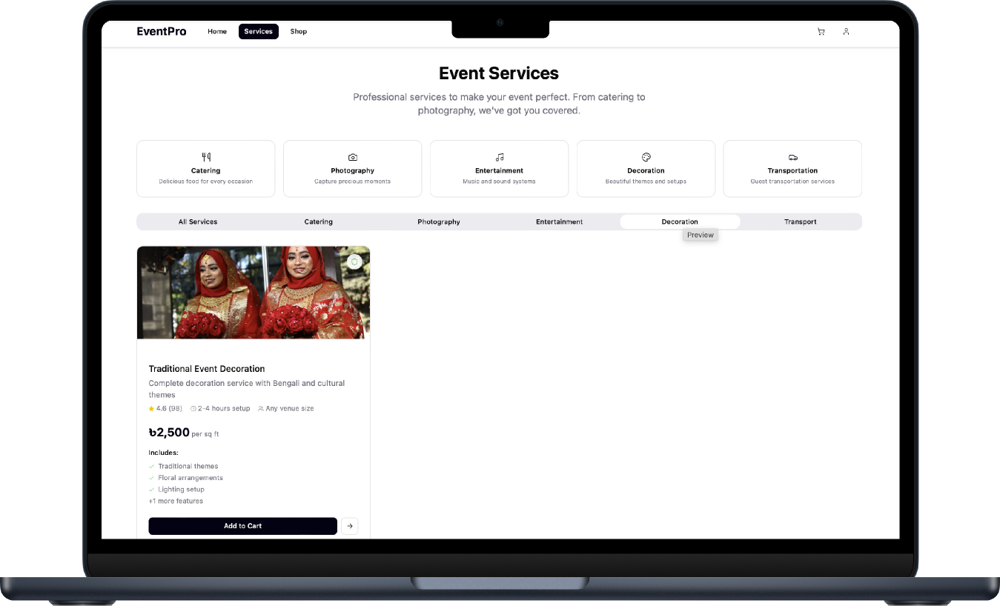 EventPro Home Services Shop
Event Services
Professional services to make your event perfect. From catering to
photography, we've got you covered.
Catering
Delicious food for every occasion
Photography
Capture precious moments
Entertainment
Music and sound systems
Decoration
Beautiful themes and setups
Transportation
Guest transportation services
All Services Catering Photography Entertainment Decoration Transport
Preview
Traditional Event Decoration
Complete decoration service with Bengali and cultural
themes
4.6 (98) 2-4 hours setup Any venue size
৳2,500 per sq ft
Includes:
Traditional themes
Floral arrangements
Lighting setup
+1 more features
Add to Cart